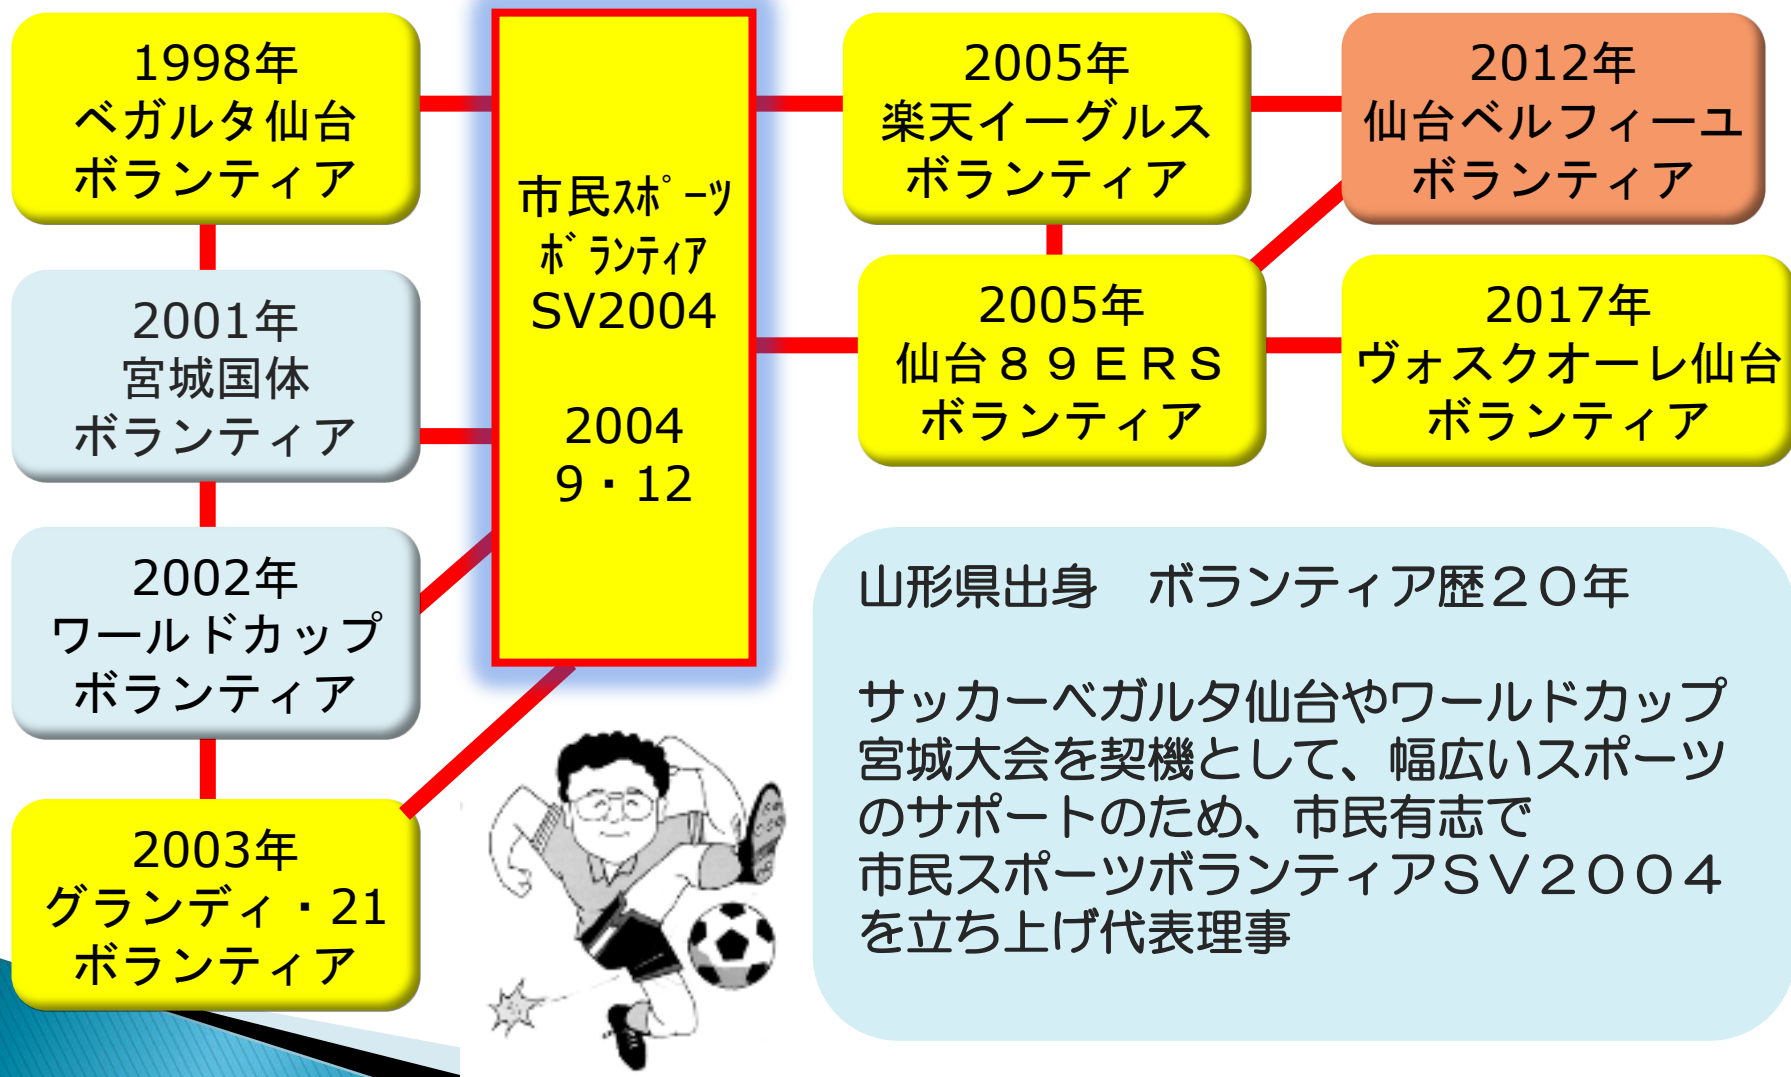 1998年
ベガルタ仙台
ボランティア
2001年
宮城国体
ボランティア
2002年
ワールドカップ
ボランティア
2003年
グランディ・21
ボランティア
市民ｽﾎﾟｰﾂ
ﾎﾞﾗﾝﾃｨｱ
SV2004
2004
9・12
2005年
楽天イーグルス
ボランティア
2012年
仙台ベルフィーユ
ボランティア
2005年
仙台８９ＥＲＳ
ボランティア
2017年
ヴォスクオーレ仙台
ボランティア
山形県出身　ボランティア歴２０年
サッカーベガルタ仙台やワールドカップ
宮城大会を契機として、幅広いスポーツ
のサポートのため、市民有志で
市民スポーツボランティアＳＶ２００４
を立ち上げ代表理事